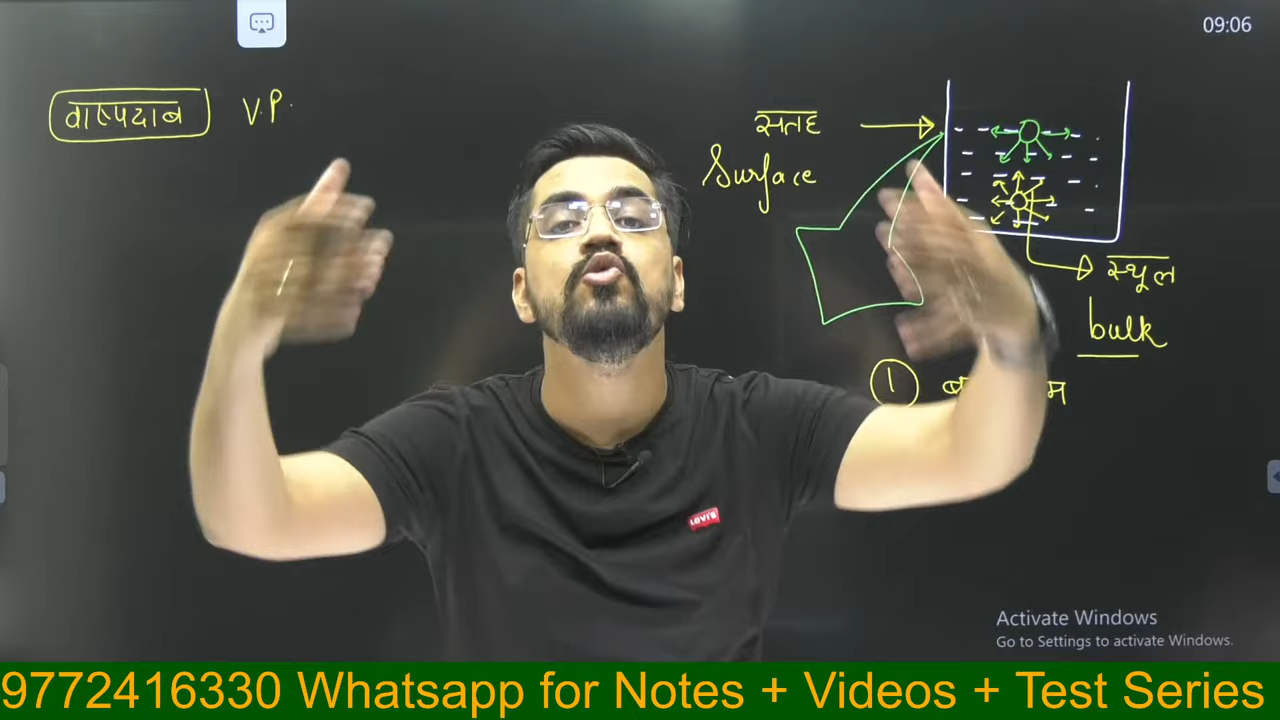 09:06
वाष्पदाब V.P.
सतह
Surface
स्थूल
bulk
1
Levi's
Activate Windows
Go to Settings to activate Windows.
9772416330 Whatsapp for Notes + Videos + Test Series